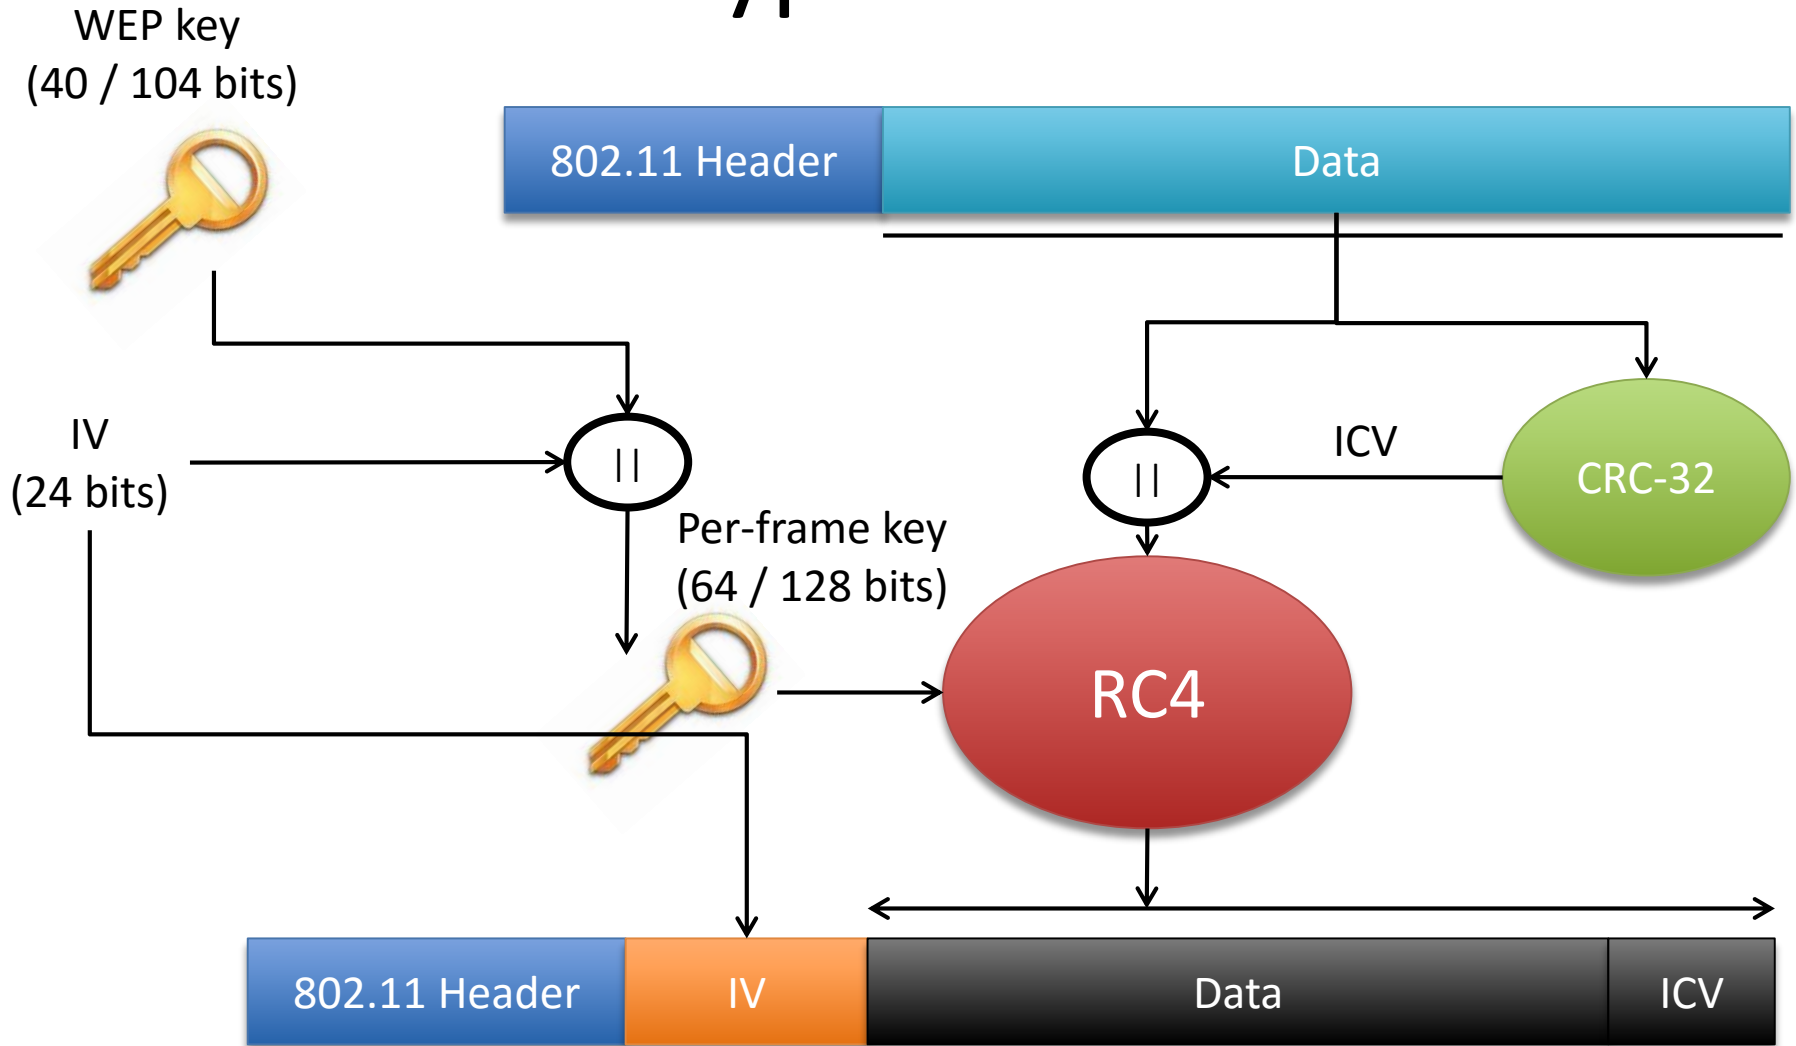 WEP key
(40 / 104 bits)
802.11 Header
Data
IV
(24 bits)
||
||
ICV
CRC-32
Per-frame key
(64 / 128 bits)
RC4
802.11 Header
IV
Data
ICV